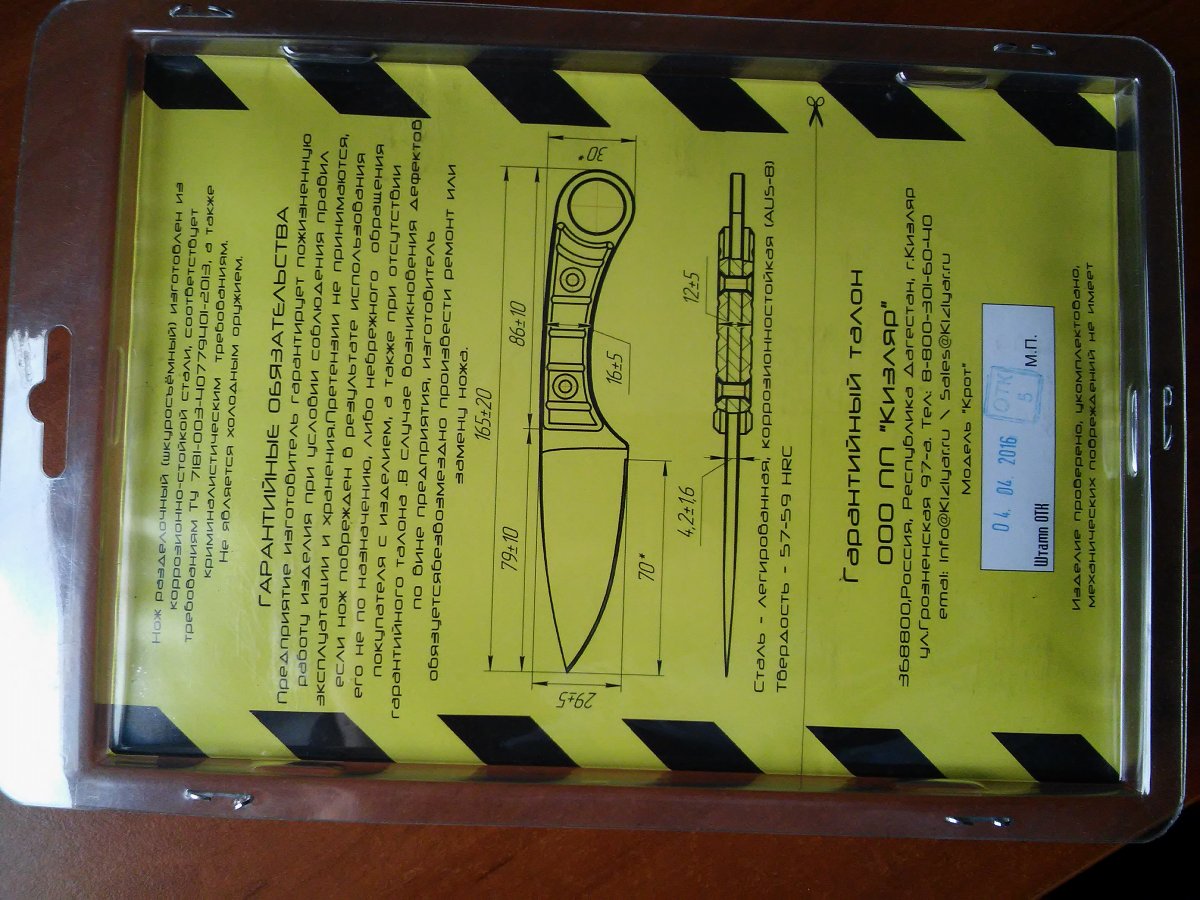 Нож разделочный (шкуросъёмный) изготовлен из
коррозионно-стойкой стали, соответствует
требованиям ТУ 7181-003-40779401-2013, а также
криминалистическим требованиям.
Не является холодным оружием.
ГАРАНТИЙНЫЕ ОБЯЗАТЕЛЬСТВА
Предприятие изготовитель гарантирует пожизненную
работу изделия при условии соблюдения правил
эксплуатации и хранения.Претензии не принимаются,
если нож поврежден в результате использования
его не по назначению, либо небрежного обращения
покупателя с изделием, а также при отсутствии
гарантийного талона .В случае возникновения дефектов
по вине предприятия, изготовитель
обязуетсябезвозмездно произвести ремонт или
замену ножа.
165±20
79±10
86±10
30*
29±5
16±5
70*
12±5
4,2±1,6
Сталь - легированная, коррозионностойкая (AUS-8)
Твердость - 57-59 HRC
Гарантийный талон
ООО ПП "Кизляр"
368800,Россия, Республика Дагестан, г.Кизляр
ул.Грозненская 97-а. Тел: 8-800-301-60-40
emal: Info@Kizlyar.ru \ Sales@Kizlyar.ru
Модель "Крот"
04. 04. 2016
ОТК
5
Штамп ОТК
М.П.
Изделие проверено, укомплектовано,
механических повреждений не имеет